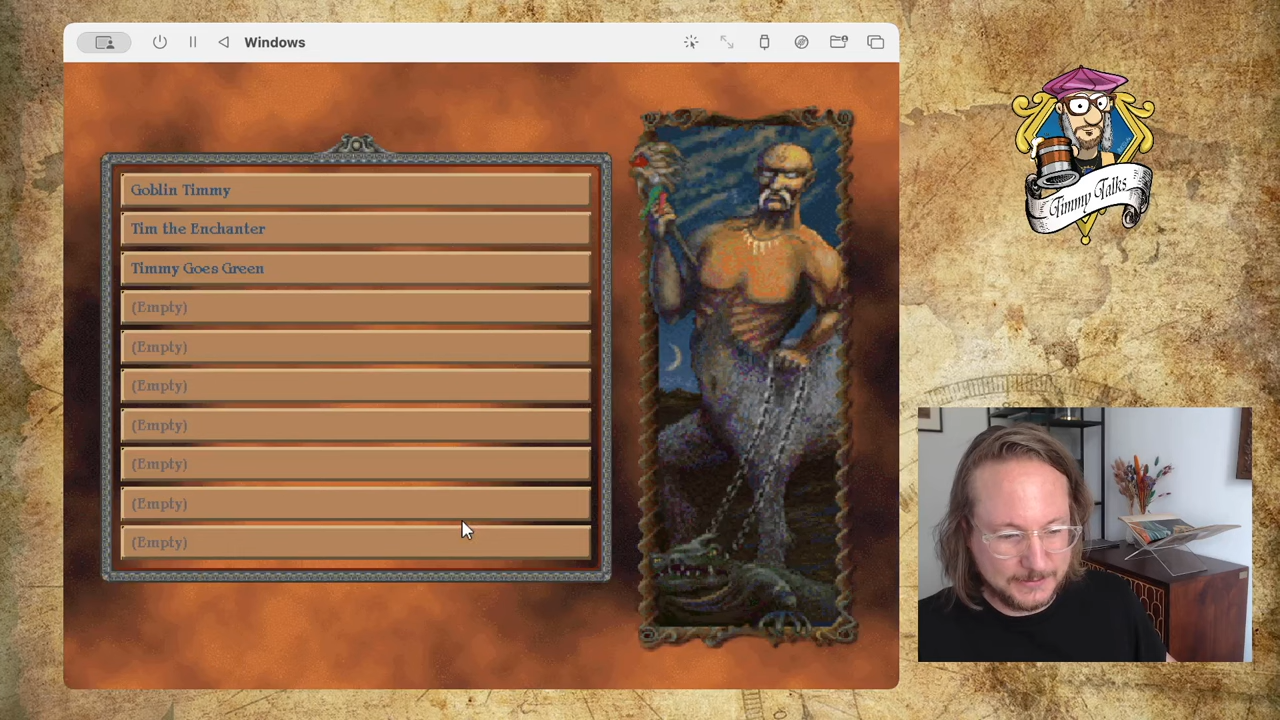 Windows
Goblin Timmy
Tim the Enchanter
Timmy Goes Green
(Empty)
(Empty)
(Empty)
(Empty)
(Empty)
(Empty)
(Empty)
Timmy Talks